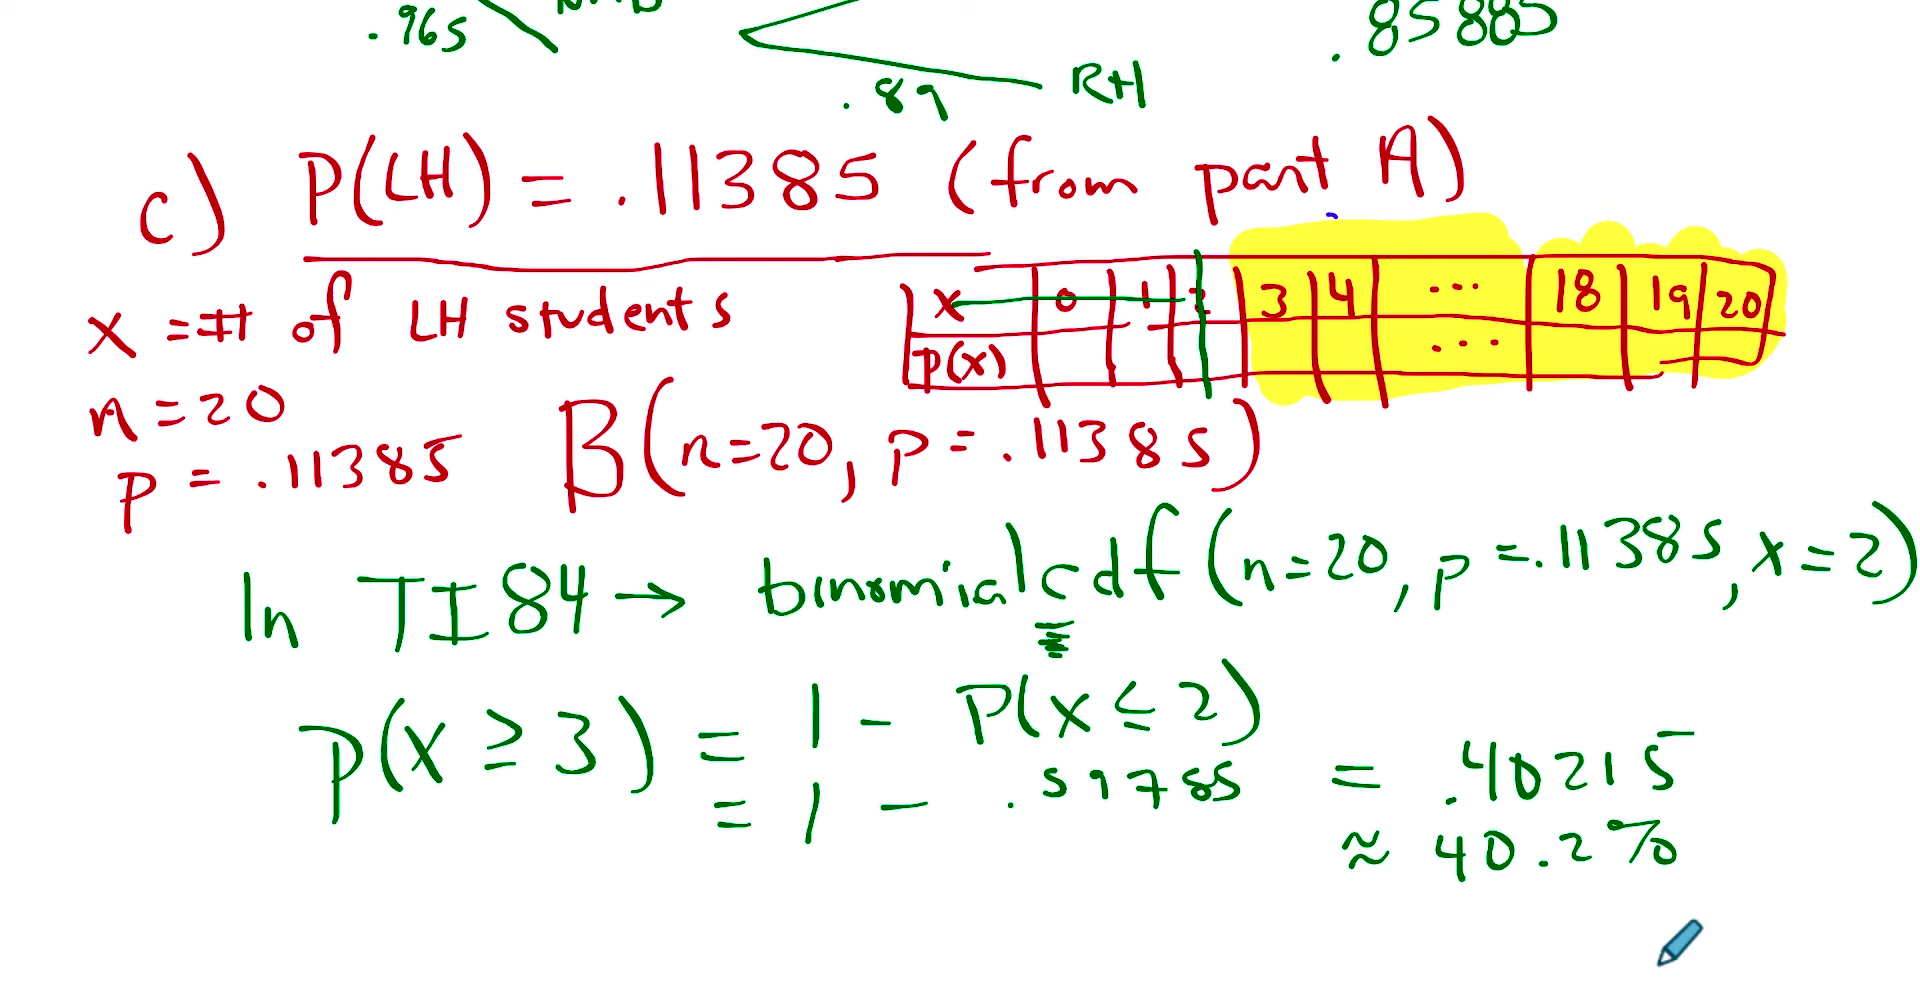 .965
.85885
.89 RH
c) P(LH) = .11385 (from part A)
x = # of LH students
x 0 1 2 3 4 ... 18 19 20
p(x) ...
n = 20
p = .11385
B(n=20, p = .11385)
In TI84 → binomialcdf(n=20, p=.11385, x=2)
P(x ≥ 3) = 1 - P(x ≤ 2)
= 1 - .59785 = .40215
≈ 40.2%